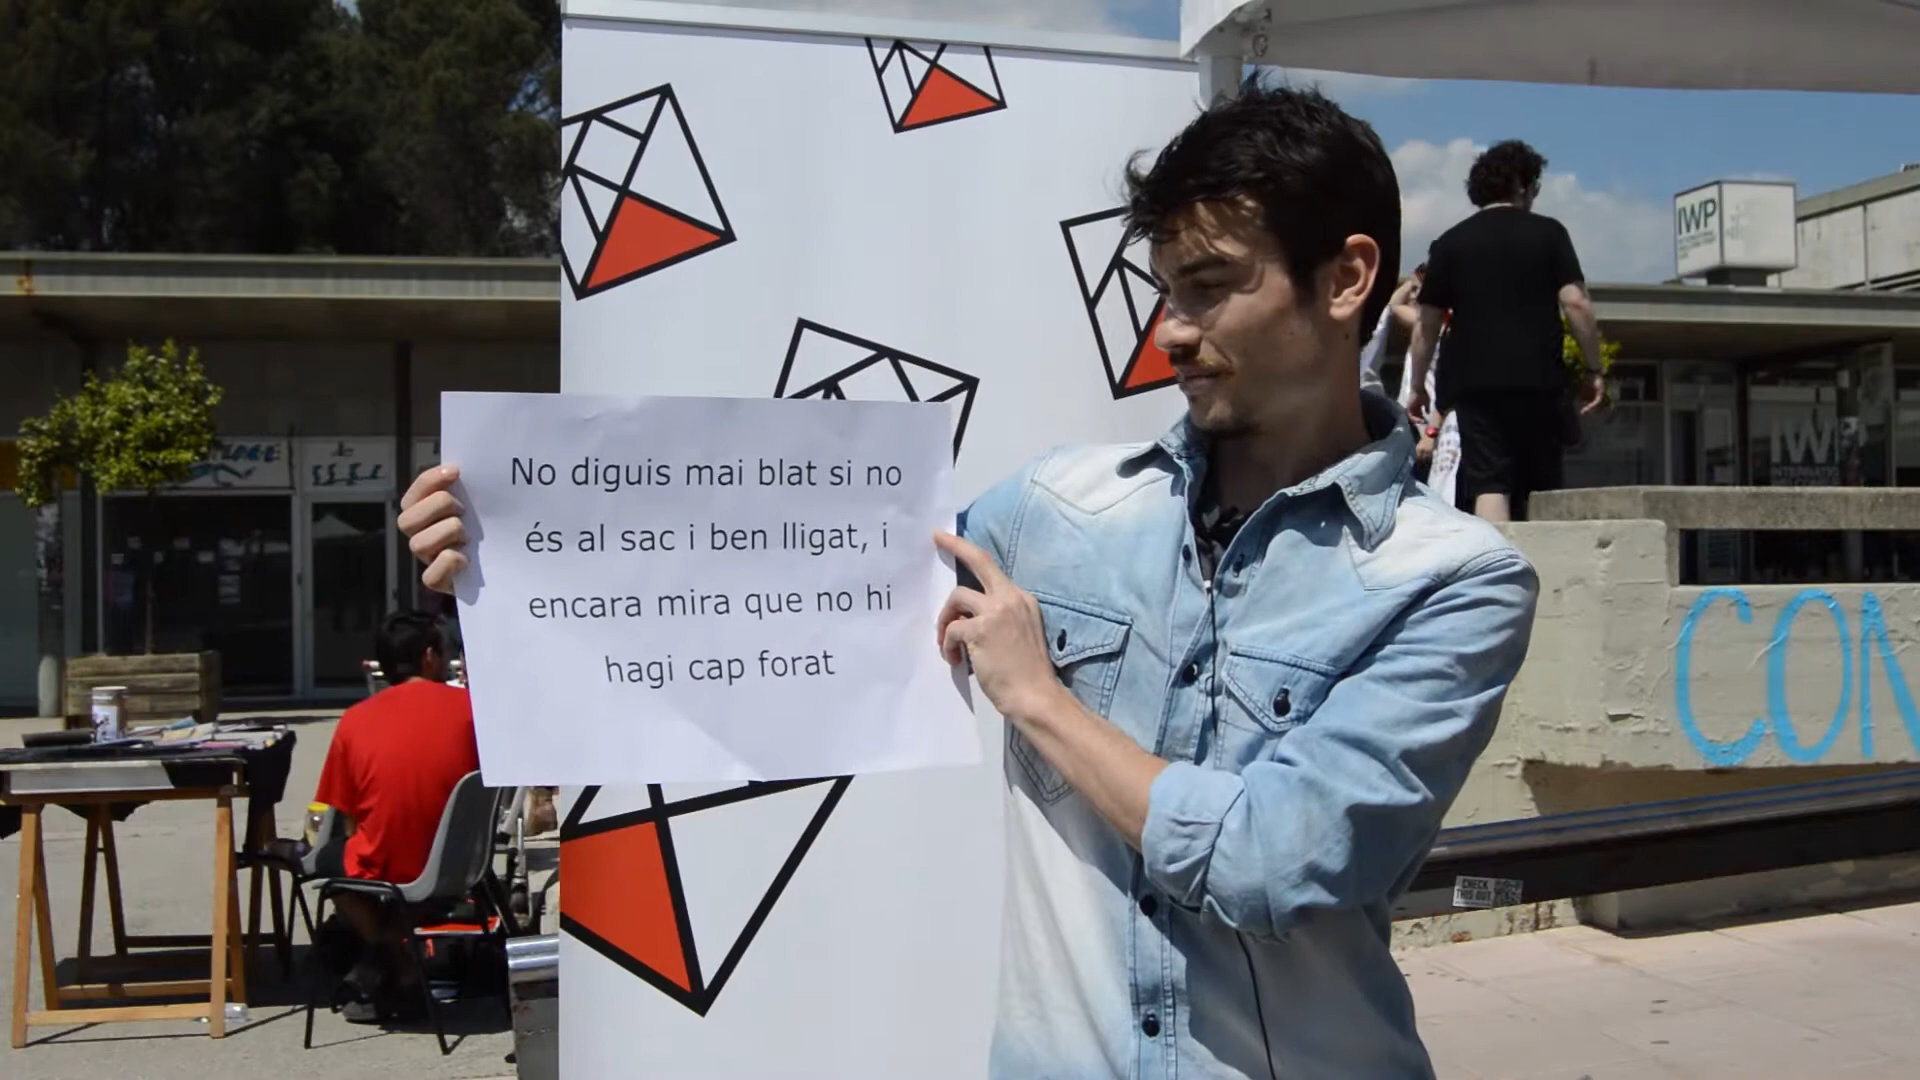 No diguis mai blat si no
és al sac i ben lligat, i
encara mira que no hi
hagi cap forat
IWP
IWP
INTERNATIO
CON
CHECK
THIS OUT